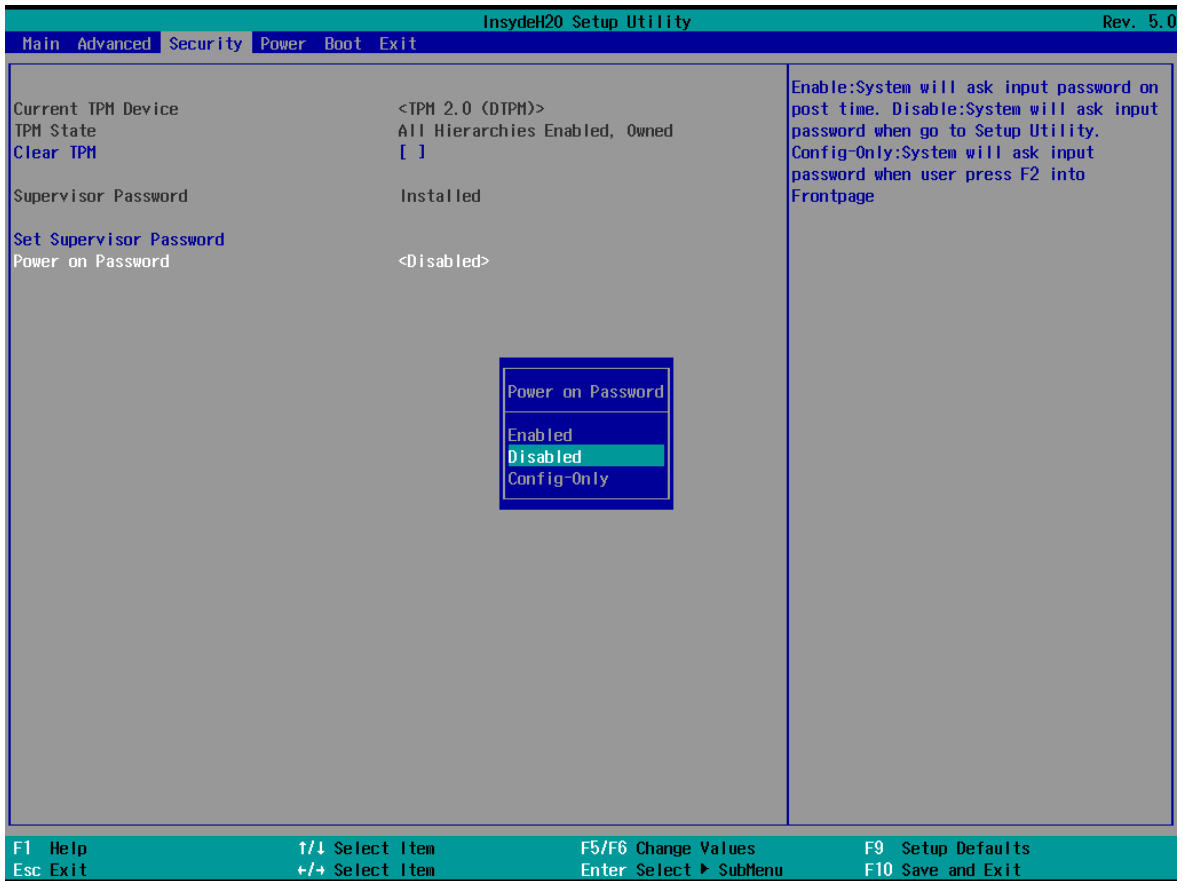 InsydeH20 Setup Utility Rev. 5.0
Main Advanced Security Power Boot Exit
Current TPM Device <TPM 2.0 (DTPM)>
TPM State All Hierarchies Enabled, Owned
Clear TPM [ ]
Supervisor Password Installed
Set Supervisor Password
Power on Password <Disabled>
Power on Password
Enabled
Disabled
Config-Only
Enable:System will ask input password on
post time. Disable:System will ask input
password when go to Setup Utility.
Config-Only:System will ask input
password when user press F2 into
Frontpage
F1 Help ↑/↓ Select Item F5/F6 Change Values F9 Setup Defaults
Esc Exit ←/→ Select Item Enter Select ▶ SubMenu F10 Save and Exit